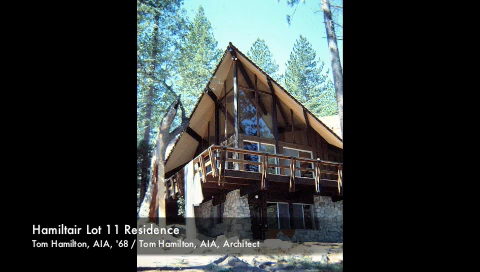 Hamiltair Lot 11 Residence
Tom Hamilton, AIA, '68 / Tom Hamilton, AIA, Architect